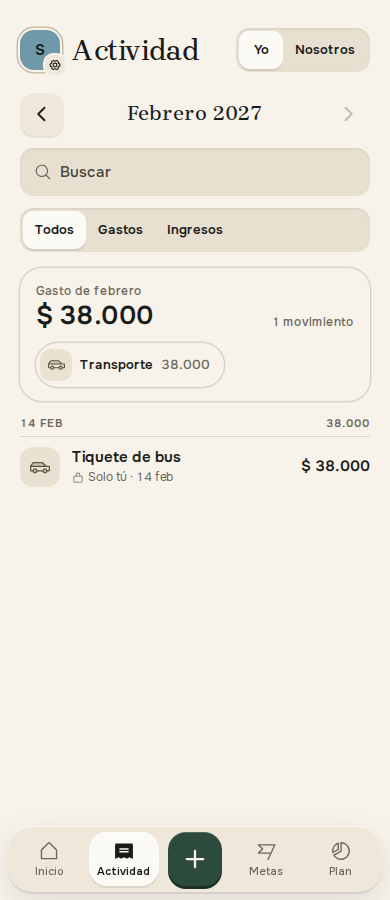 S
Actividad
Yo
Nosotros
Febrero 2027
Buscar
Todos
Gastos
Ingresos
Gasto de febrero
$ 38.000
1 movimiento
Transporte 38.000
14 FEB
38.000
Tiquete de bus
Solo tú · 14 feb
$ 38.000
Inicio
Actividad
Metas
Plan